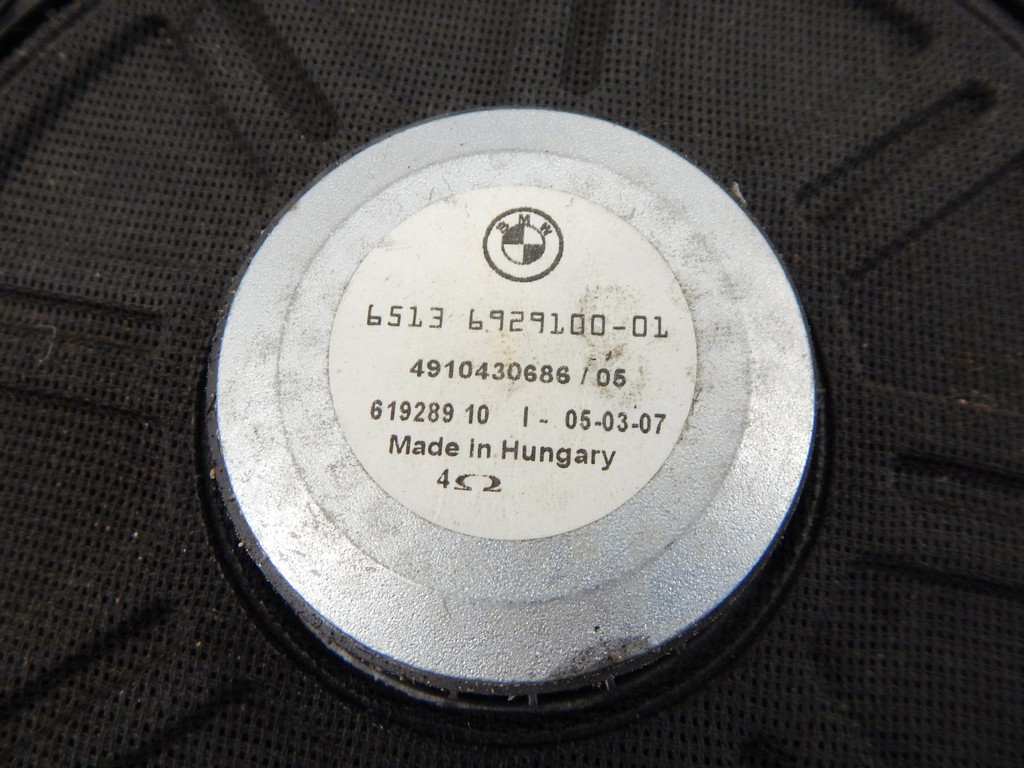 BMW
6513 6929100-01
4910430686 / 05
619289 10 I - 05-03-07
Made in Hungary
4Ω